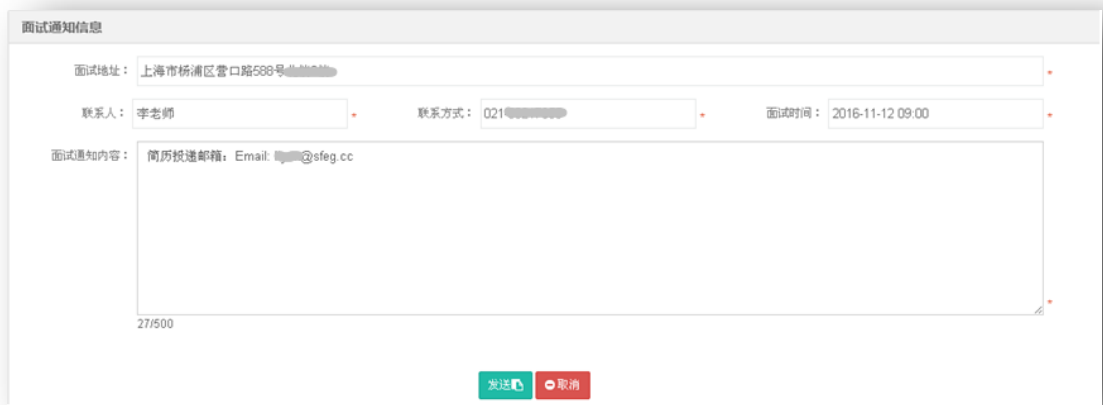 面试通知信息
面试地址： 上海市杨浦区营口路588号 *
联系人： 李老师 * 联系方式： 021 * 面试时间： 2016-11-12 09:00 *
面试通知内容： 简历投递邮箱：Email: @sfeg.cc
*
27/500
发送 取消